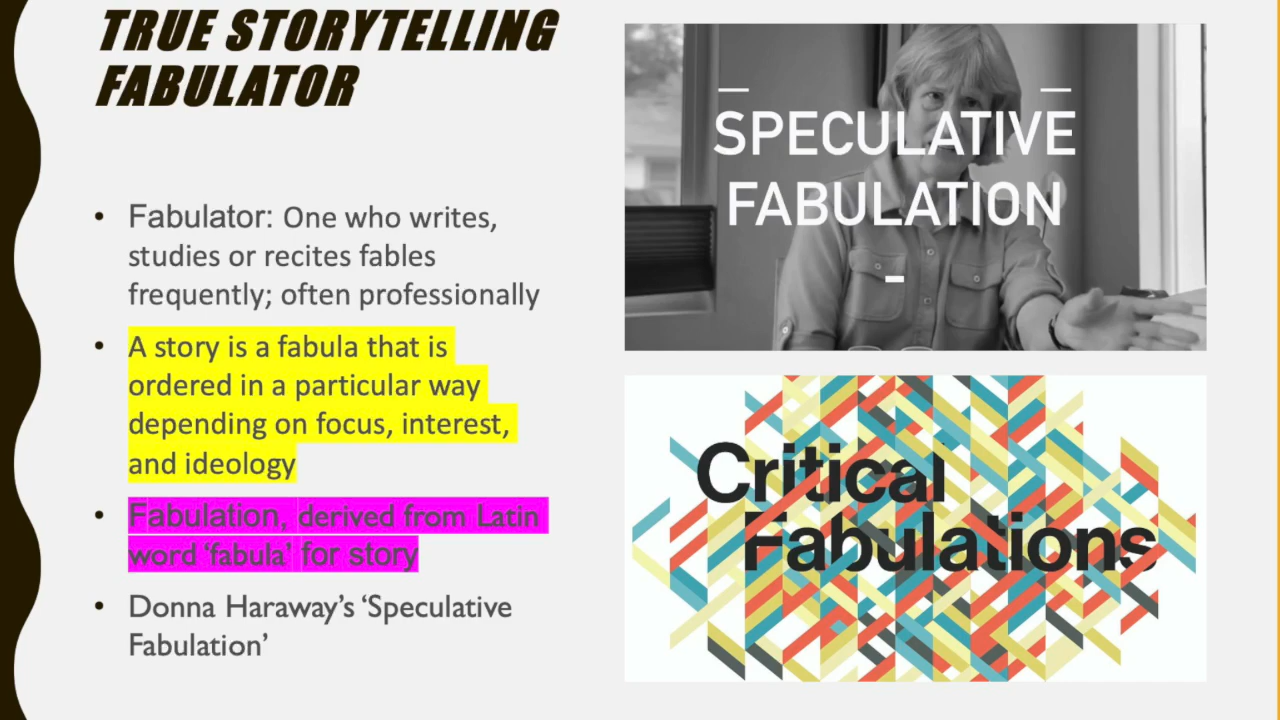 TRUE STORYTELLING
FABULATOR
• Fabulator: One who writes,
studies or recites fables
frequently; often professionally
• A story is a fabula that is
ordered in a particular way
depending on focus, interest,
and ideology
• Fabulation, derived from Latin
word ‘fabula’ for story
• Donna Haraway’s ‘Speculative
Fabulation’
SPECULATIVE
FABULATION
Critical
Fabulations